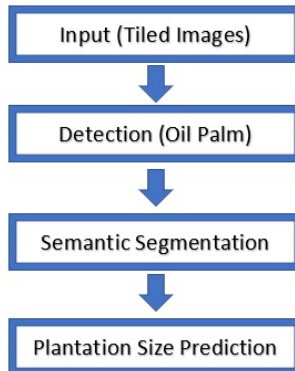 Input (Tiled Images)
Detection (Oil Palm)
Semantic Segmentation
Plantation Size Prediction